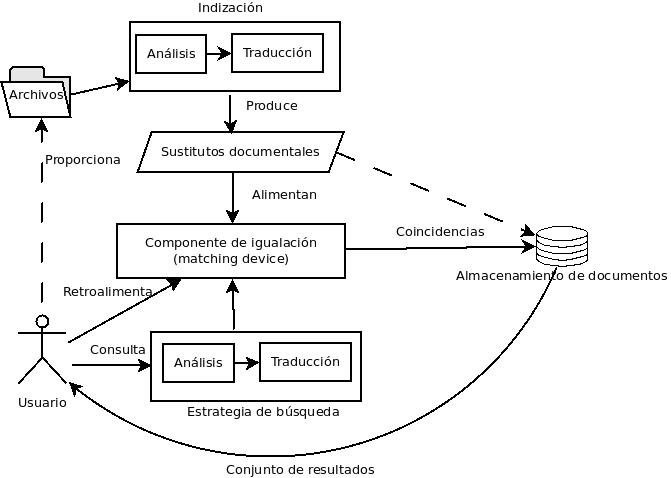 Indización
Análisis
Traducción
Archivos
Produce
Proporciona
Sustitutos documentales
Alimentan
Coincidencias
Componente de igualación
(matching device)
Almacenamiento de documentos
Retroalimenta
Consulta
Análisis
Traducción
Usuario
Estrategia de búsqueda
Conjunto de resultados